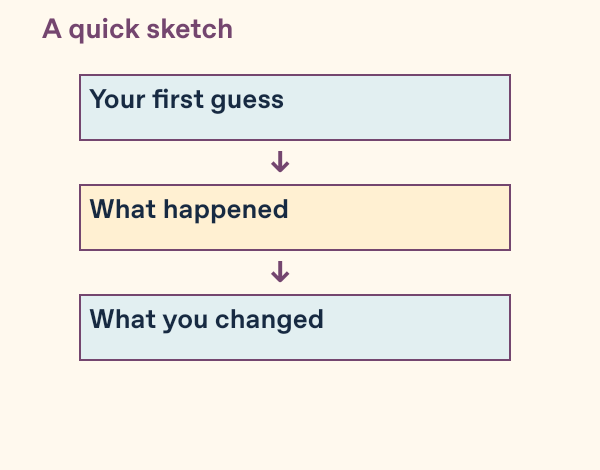 A quick sketch
Your first guess
↓
What happened
↓
What you changed